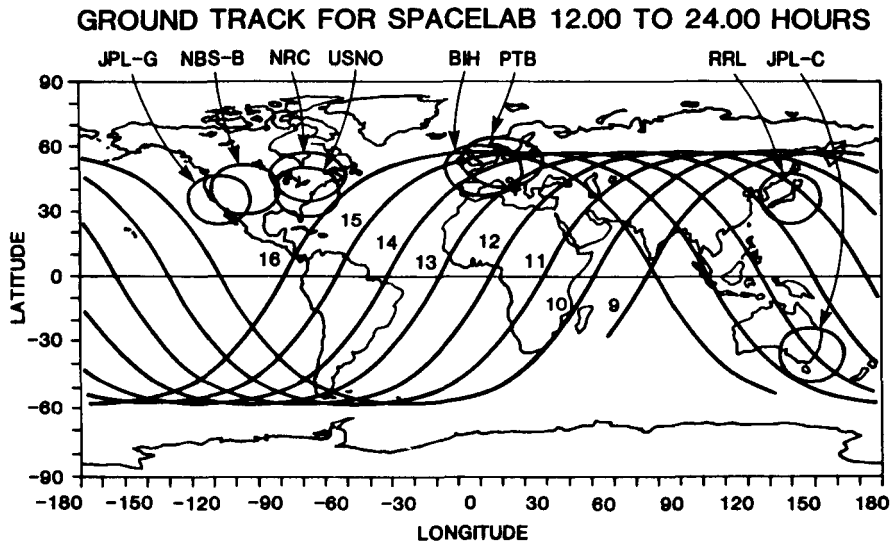 GROUND TRACK FOR SPACELAB 12.00 TO 24.00 HOURS
JPL-G NBS-B NRC USNO BIH PTB RRL JPL-C
90
60
30
0
-30
-60
-90
LATITUDE
16 15 14 13 12 11 10 9
-180 -150 -120 -90 -60 -30 0 30 60 90 120 150 180
LONGITUDE